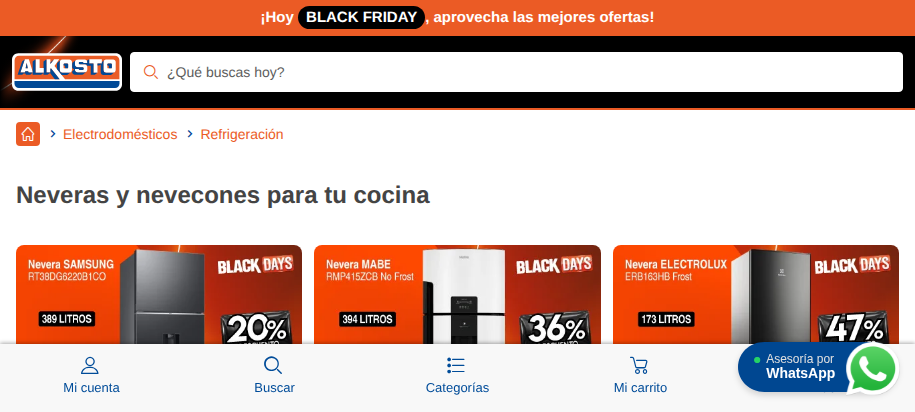 ¡Hoy BLACK FRIDAY, aprovecha las mejores ofertas!
ALKOSTO
¿Qué buscas hoy?
Electrodomésticos
Refrigeración
Neveras y nevecones para tu cocina
Nevera SAMSUNG
RT38DG6220B1CO
BLACK DAYS
389 LITROS
20%
Nevera MABE
RMP415ZCB No Frost
BLACK DAYS
394 LITROS
36%
Nevera ELECTROLUX
ERB163HB Frost
BLACK DAYS
173 LITROS
47%
Mi cuenta
Buscar
Categorías
Mi carrito
Asesoría por
WhatsApp